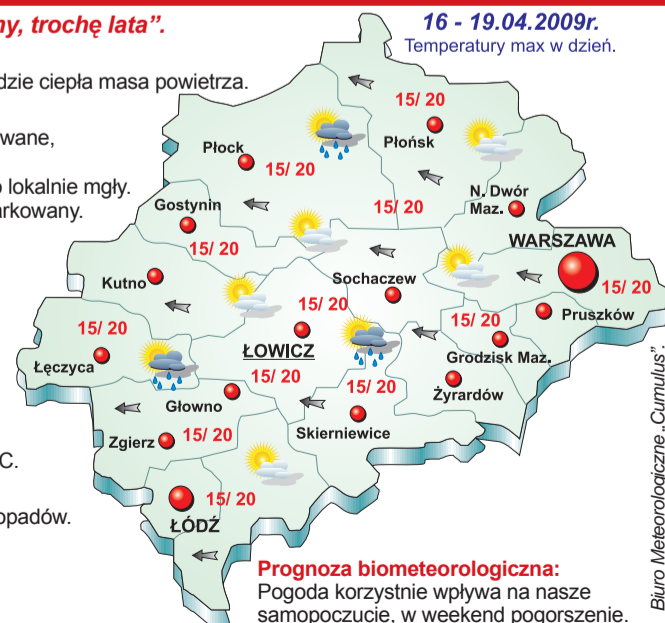 ny, trochę lata”.
16 - 19.04.2009r.
Temperatury max w dzień.
dzie ciepła masa powietrza.
wane,
o lokalnie mgły.
arkowany.
15/ 20
Płońsk
Płock
15/ 20
15/ 20
N. Dwór
Maz.
Gostynin
15/ 20
WARSZAWA
15/ 20
Kutno
Sochaczew
15/ 20
Pruszków
15/ 20
15/ 20
Łęczyca
ŁOWICZ
15/ 20
Grodzisk Maz.
Żyrardów
15/ 20
Głowno
Skierniewice
Zgierz
15/ 20
C.
15/ 20
ŁÓDŹ
opadów.
Prognoza biometeorologiczna:
Pogoda korzystnie wpływa na nasze
samopoczucie, w weekend pogorszenie.
Biuro Meteorologiczne „Cumulus”.